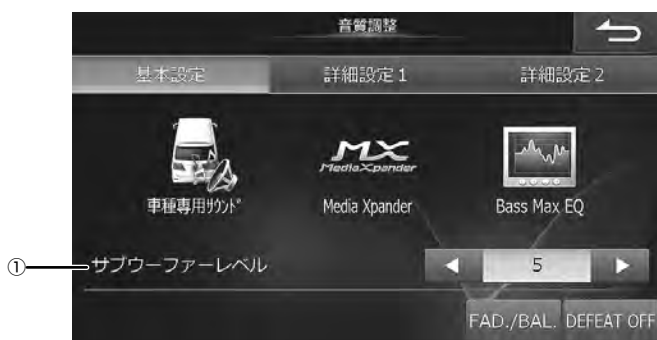 音質調整
基本設定 詳細設定1 詳細設定2
MX
MediaXpander
車種専用ｻｳﾝﾄﾞ Media Xpander Bass Max EQ
① サブウーファーレベル ◀ 5 ▶
FAD./BAL. DEFEAT OFF